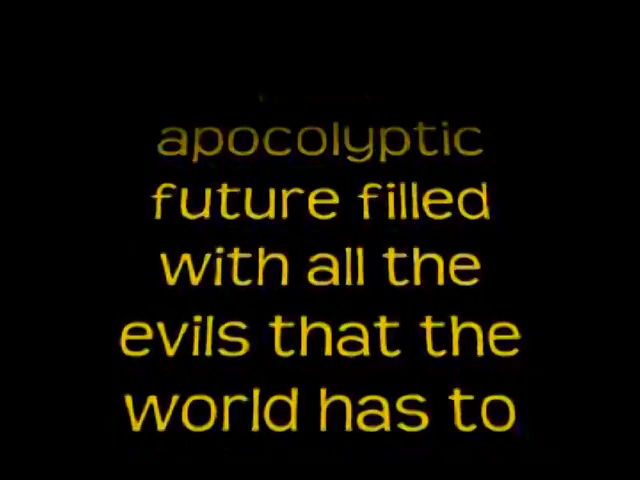 apocolyptic
future filled
with all the
evils that the
world has to